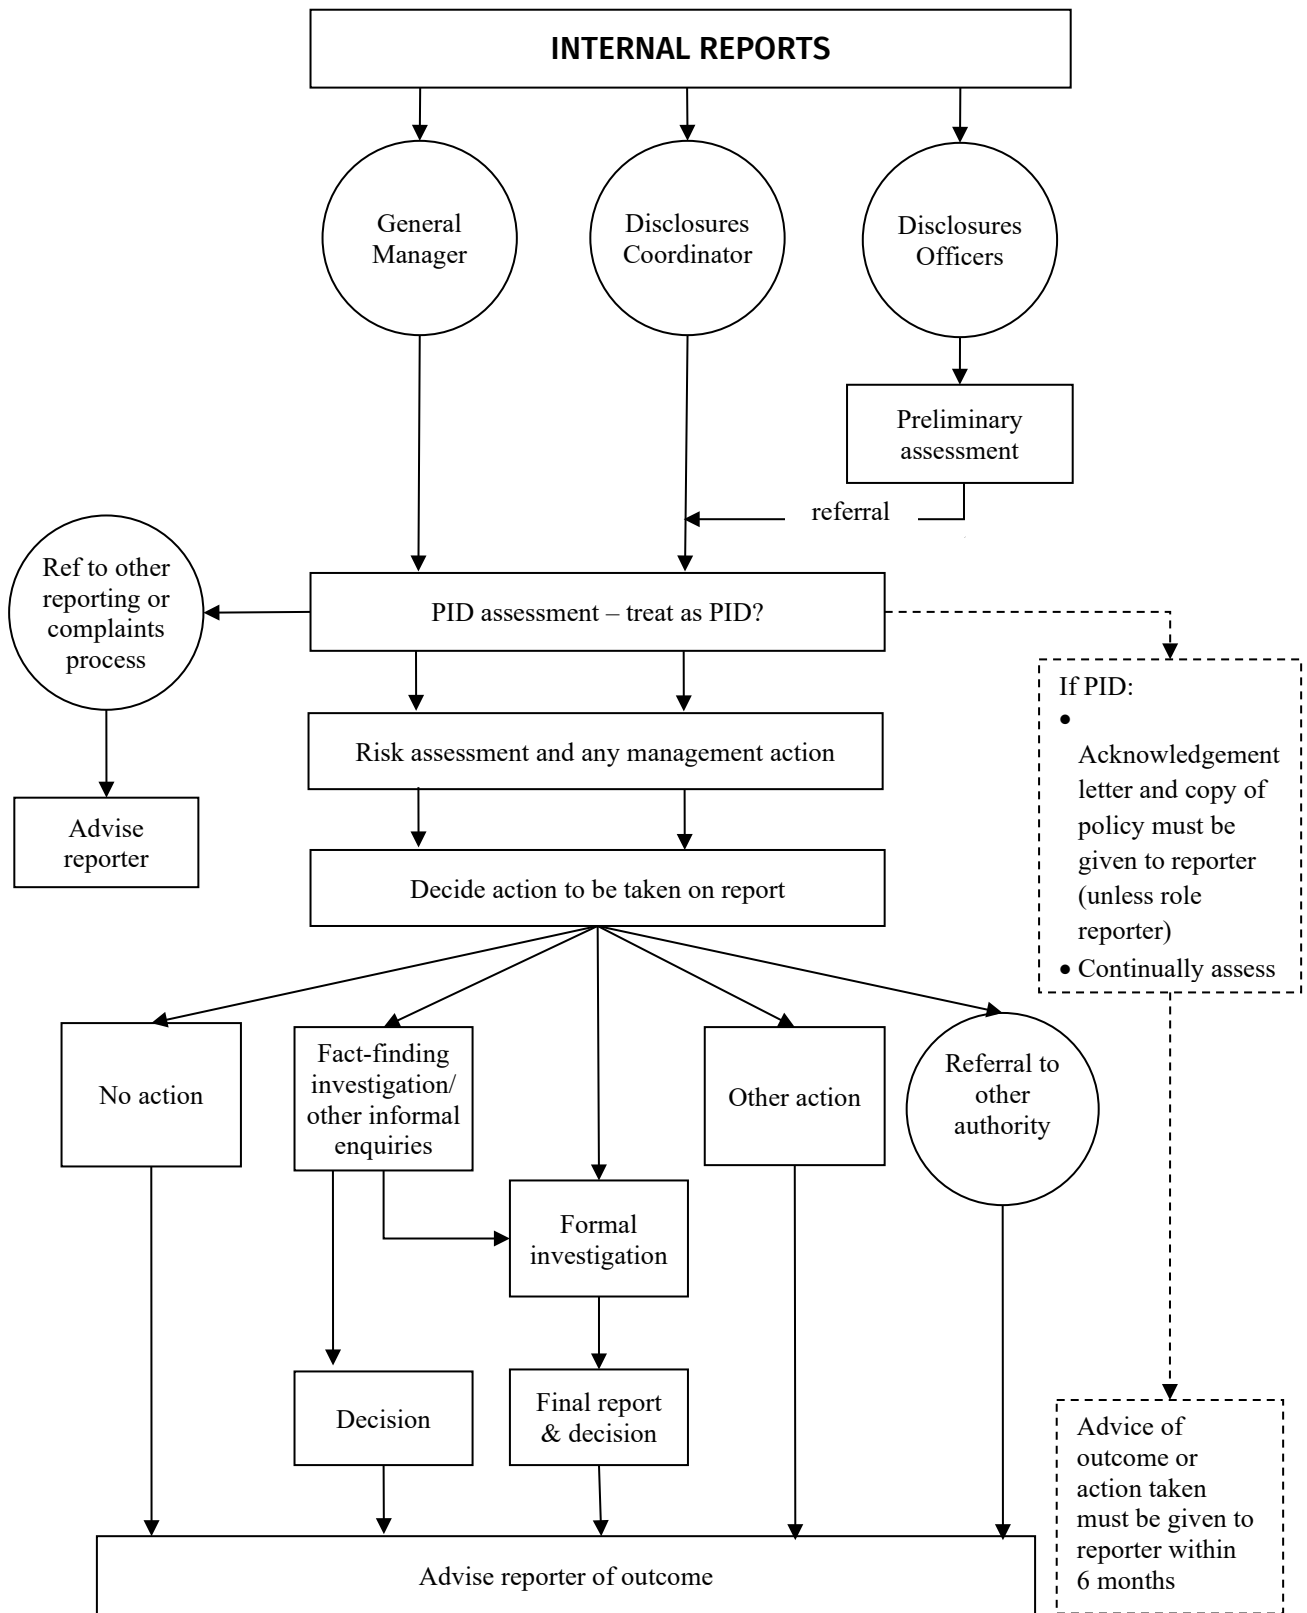 INTERNAL REPORTS
General
Manager
Disclosures
Coordinator
Disclosures
Officers
Preliminary
assessment
referral
Ref to other
reporting or
complaints
process
PID assessment – treat as PID?
If PID:
•
Acknowledgement
letter and copy of
policy must be
given to reporter
(unless role
reporter)
• Continually assess
Risk assessment and any management action
Advise
reporter
Decide action to be taken on report
No action
Fact-finding
investigation/
other informal
enquiries
Other action
Referral to
other
authority
Formal
investigation
Decision
Final report
& decision
Advice of
outcome or
action taken
must be given to
reporter within
6 months
Advise reporter of outcome